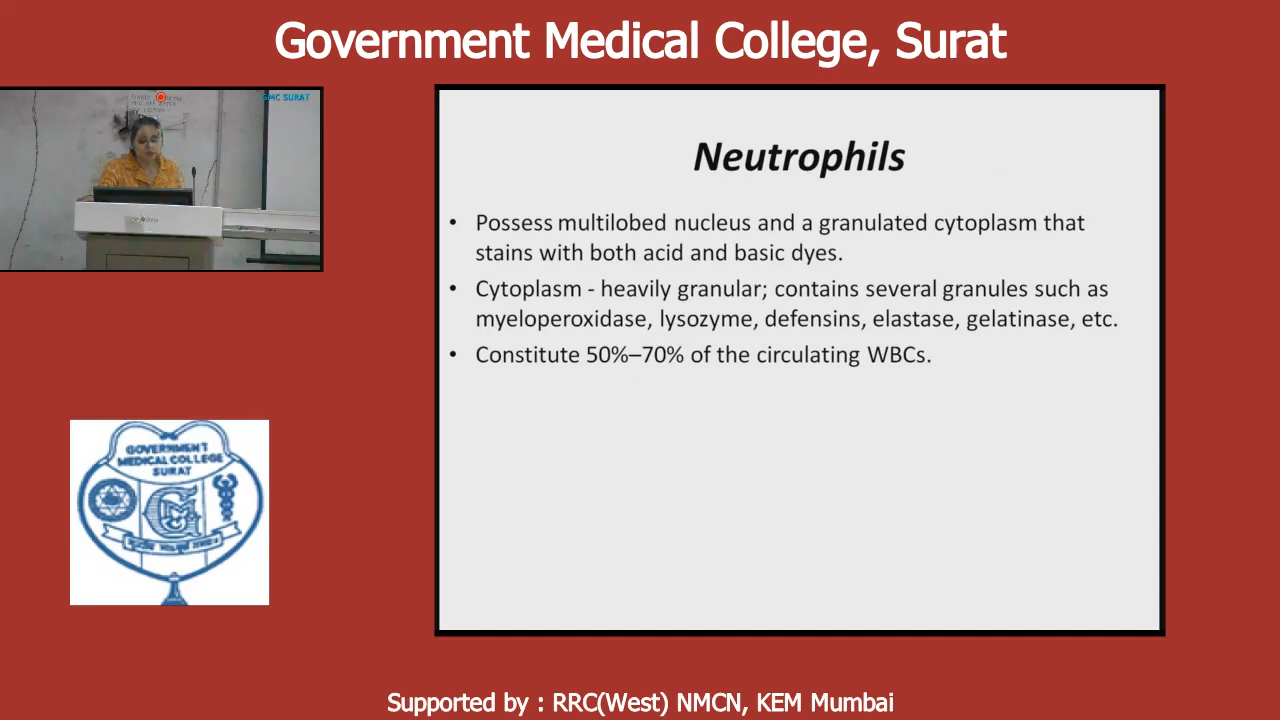 Government Medical College, Surat
GMC SURAT
Neutrophils
• Possess multilobed nucleus and a granulated cytoplasm that
stains with both acid and basic dyes.
• Cytoplasm - heavily granular; contains several granules such as
myeloperoxidase, lysozyme, defensins, elastase, gelatinase, etc.
• Constitute 50%–70% of the circulating WBCs.
GOVERNMENT
MEDICAL COLLEGE
SURAT
Supported by : RRC(West) NMCN, KEM Mumbai